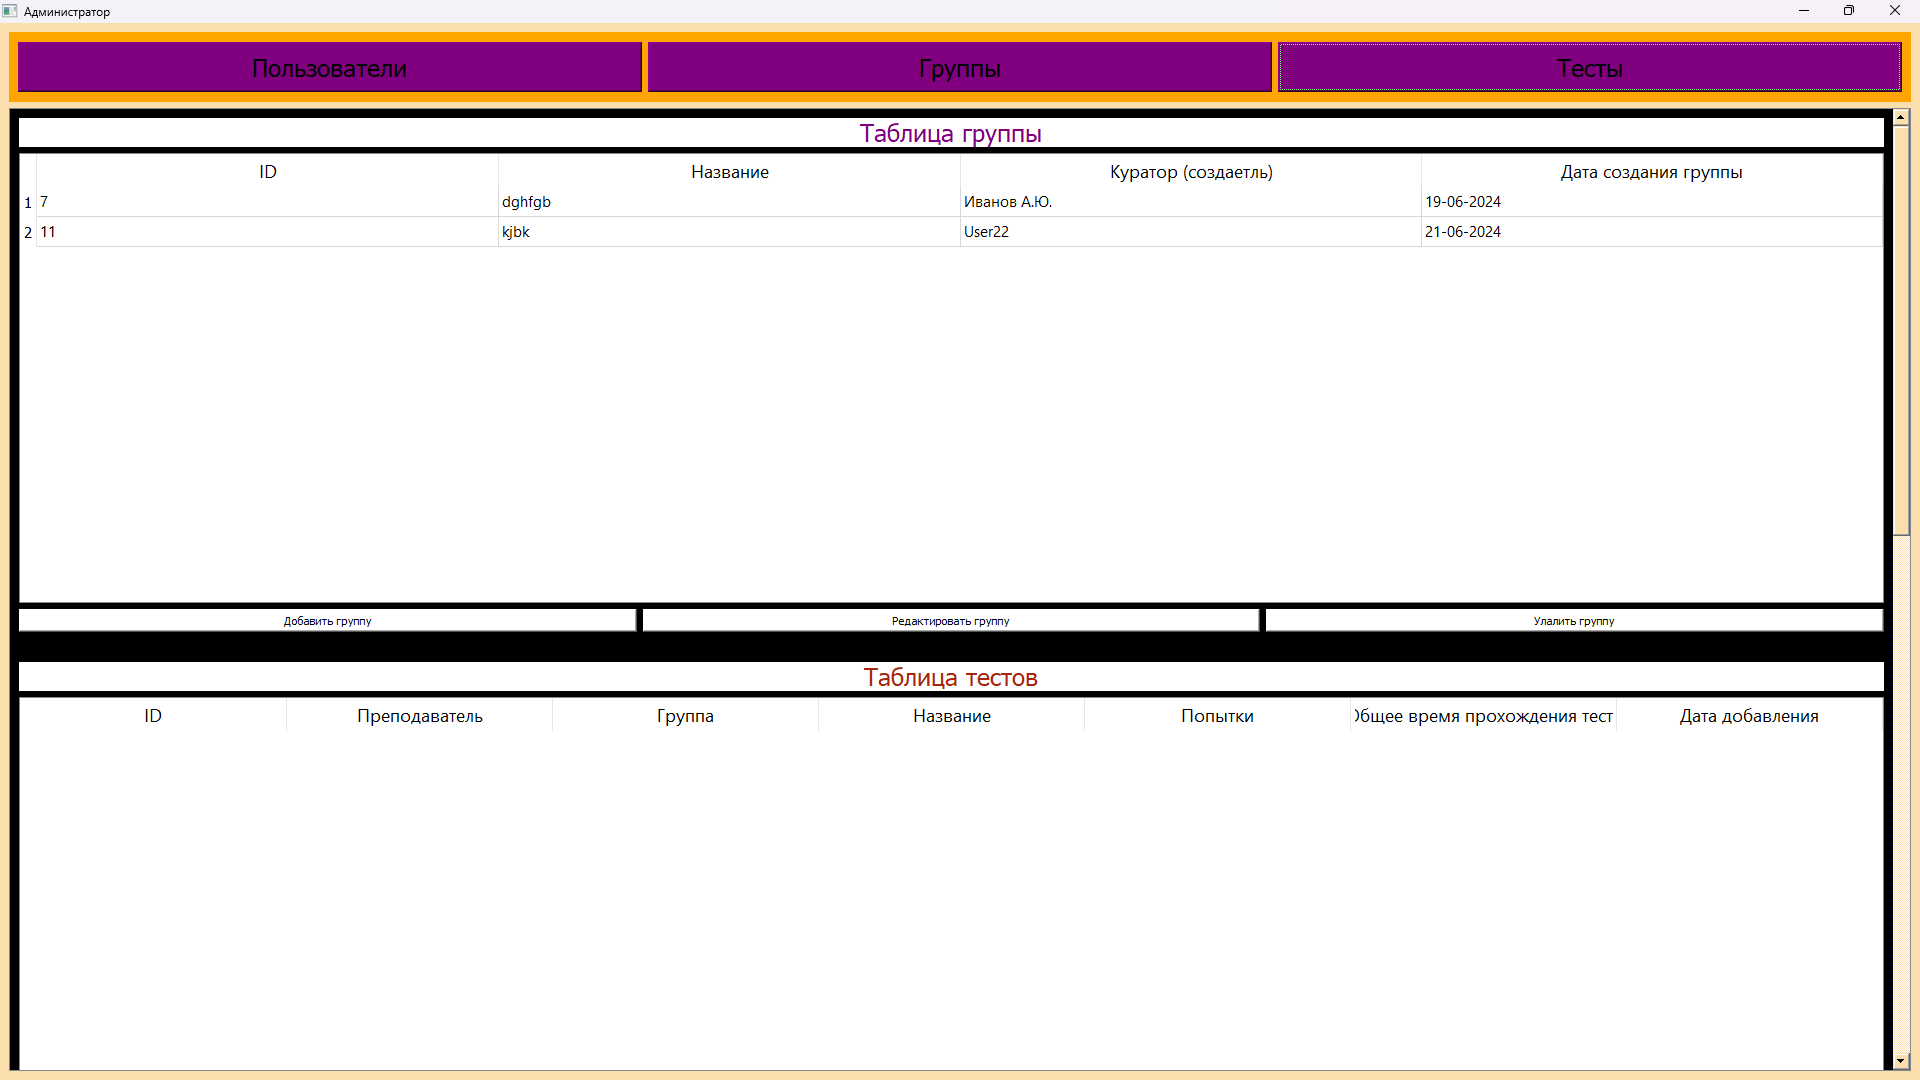 Администратор
Пользователи Группы Тесты
Таблица группы
ID Название Куратор (создаетль) Дата создания группы
1 7 dghfgb Иванов А.Ю. 19-06-2024
2 11 kjbk User22 21-06-2024
Добавить группу Редактировать группу Улалить группу
Таблица тестов
ID Преподаватель Группа Название Попытки Общее время прохождения тест Дата добавления